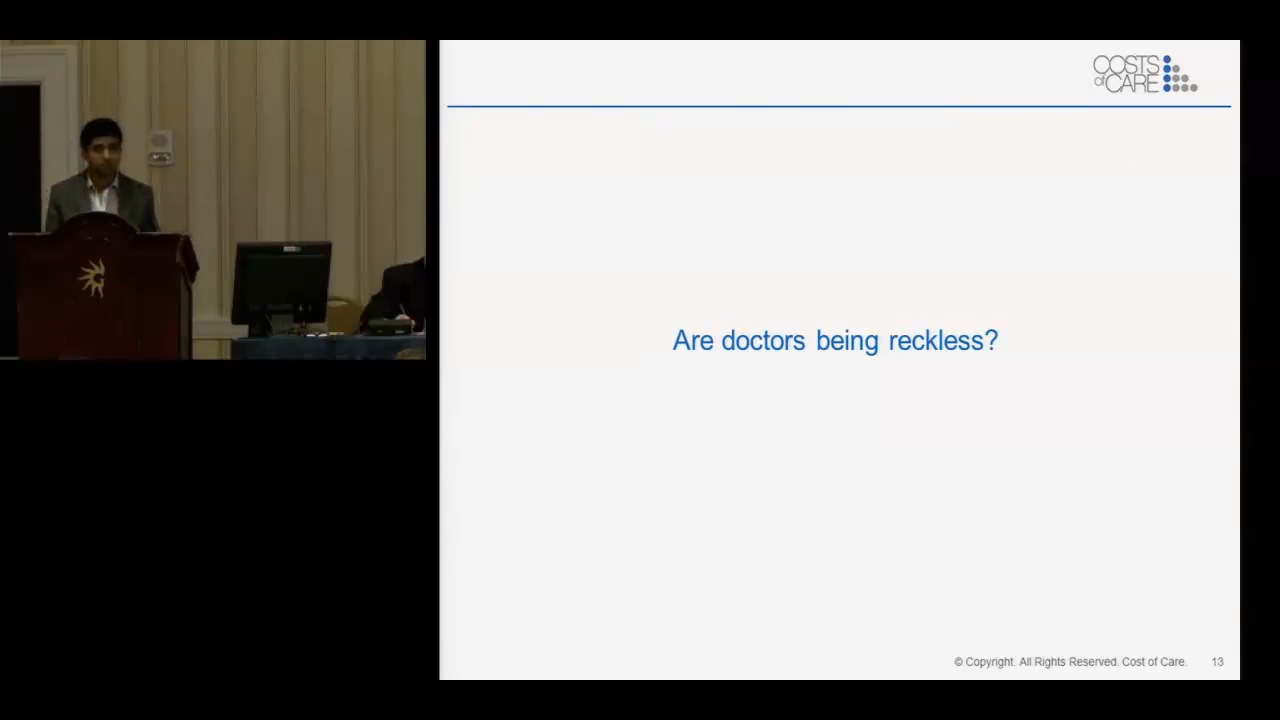 COSTS
of CARE
Are doctors being reckless?
© Copyright. All Rights Reserved. Cost of Care.
13